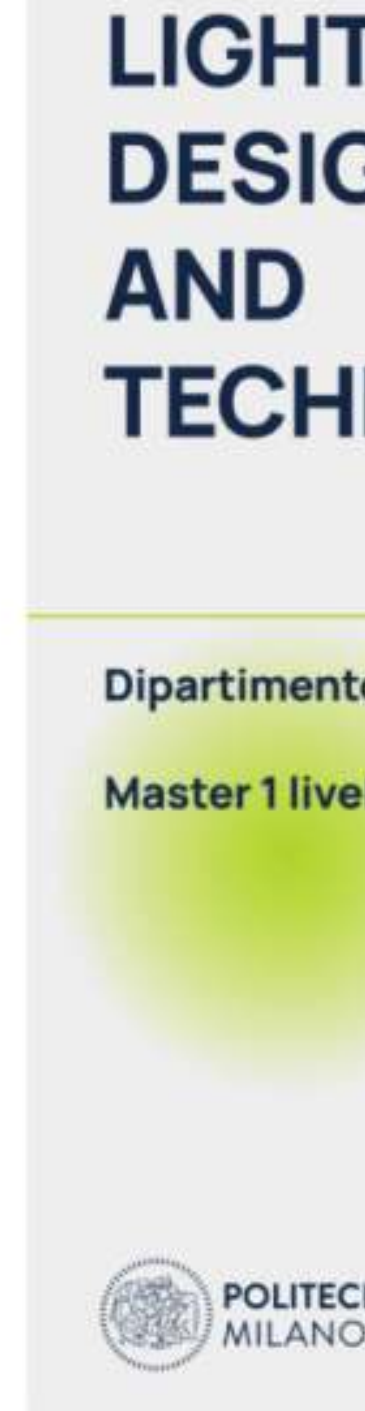 LIGHT
DESIG
AND
TECH
Dipartiment
Master 1 live
POLITEC
MILANO